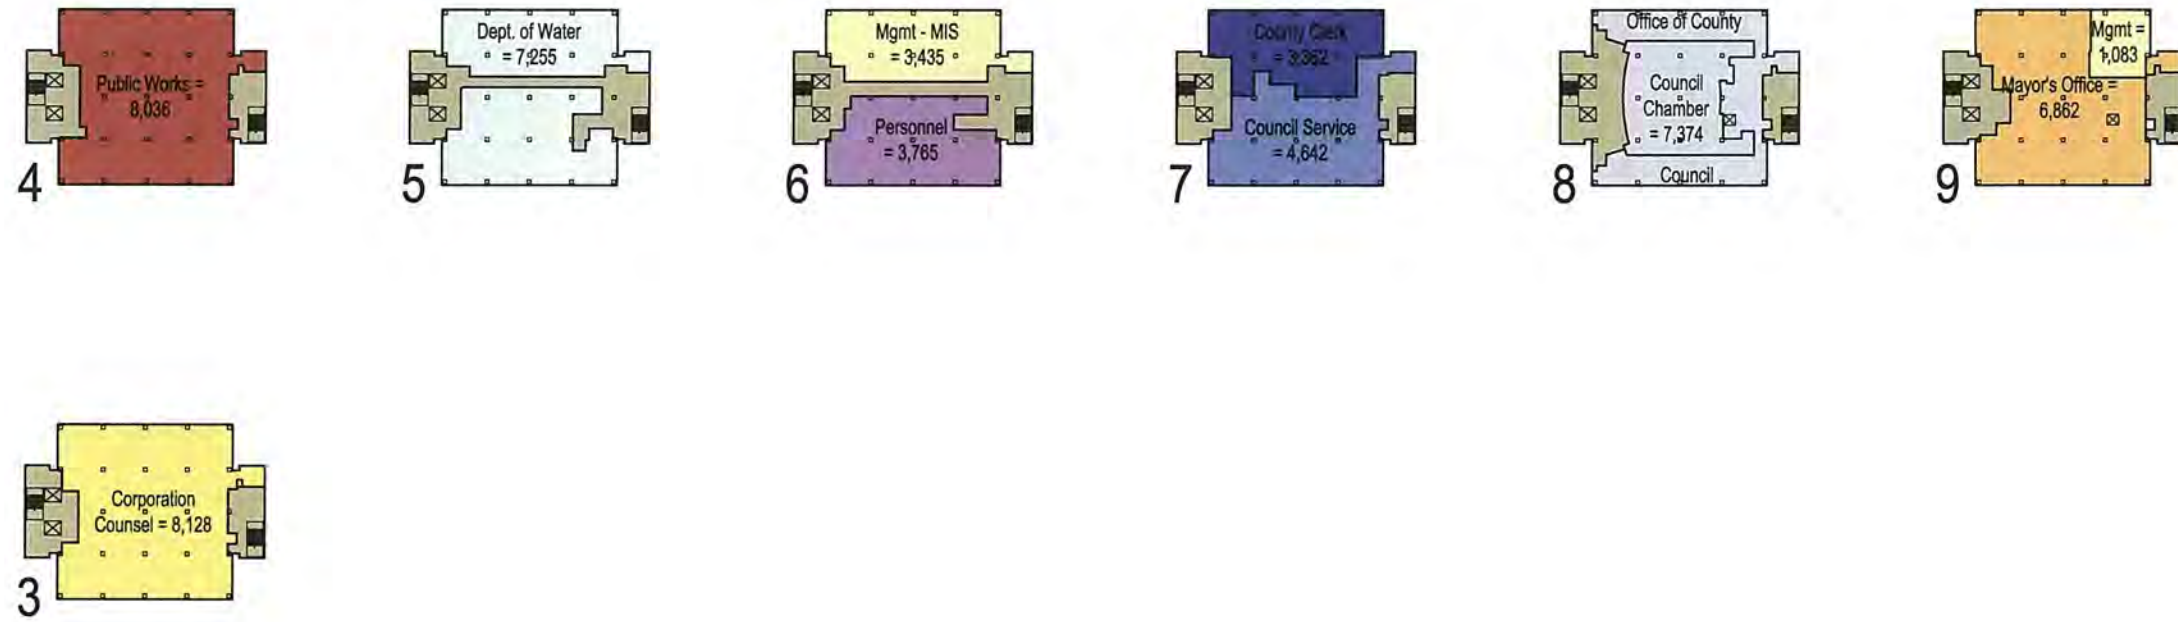 Public Works =
8,036
4
Dept. of Water
= 7,255
5
Mgmt - MIS
= 3,435
Personnel
= 3,765
6
County Clerk
= 3,362
Council Service
= 4,642
7
Office of County
Council
Chamber
= 7,374
Council
8
Mgmt =
1,083
Mayor's Office =
6,862
9
Corporation
Counsel = 8,128
3